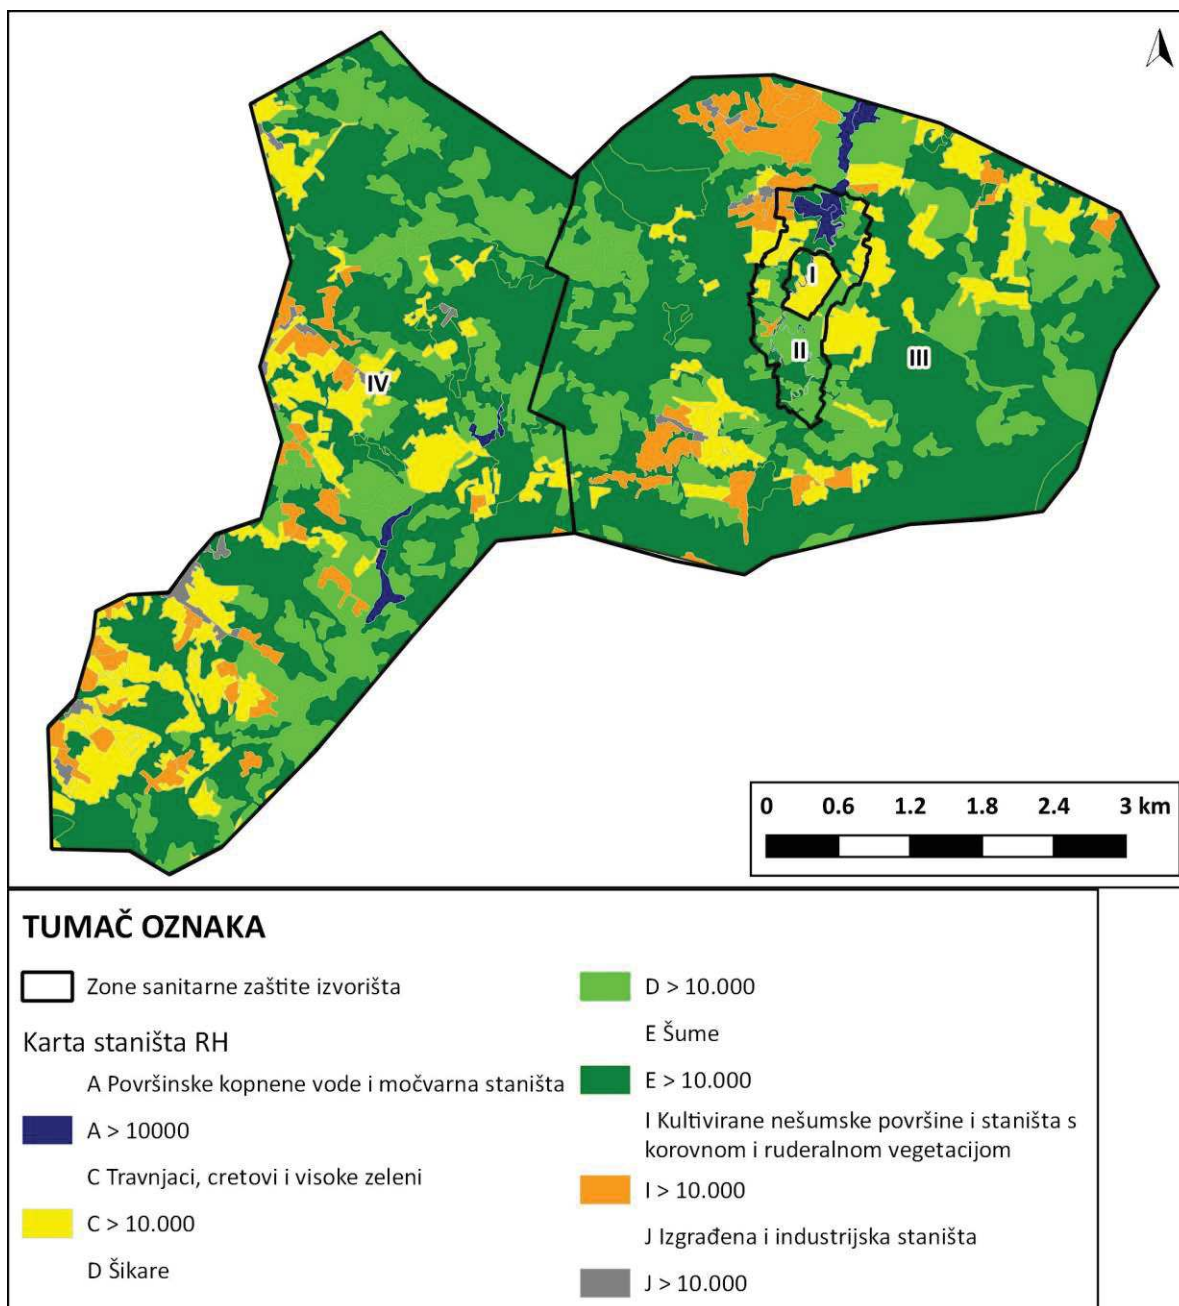 I
II
III
IV
0 0.6 1.2 1.8 2.4 3 km
TUMAČ OZNAKA
Zone sanitarne zaštite izvorišta
Karta staništa RH
A Površinske kopnene vode i močvarna staništa
A > 10000
C Travnjaci, cretovi i visoke zeleni
C > 10.000
D Šikare
D > 10.000
E Šume
E > 10.000
I Kultivirane nešumske površine i staništa s
korovnom i ruderalnom vegetacijom
I > 10.000
J Izgrađena i industrijska staništa
J > 10.000